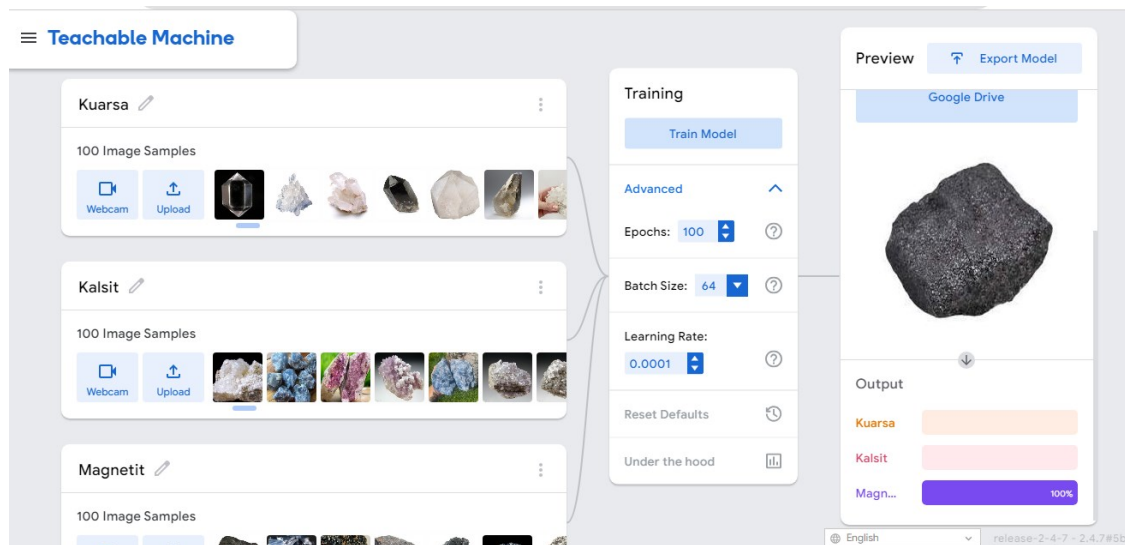 Teachable Machine
Kuarsa
100 Image Samples
Webcam
Upload
Kalsit
100 Image Samples
Webcam
Upload
Magnetit
100 Image Samples
Training
Train Model
Advanced
Epochs: 100
Batch Size: 64
Learning Rate:
0.0001
Reset Defaults
Under the hood
Preview
Export Model
Google Drive
Output
Kuarsa
Kalsit
Magn... 100%
English
release-2-4-7 - 2.4.7#5b